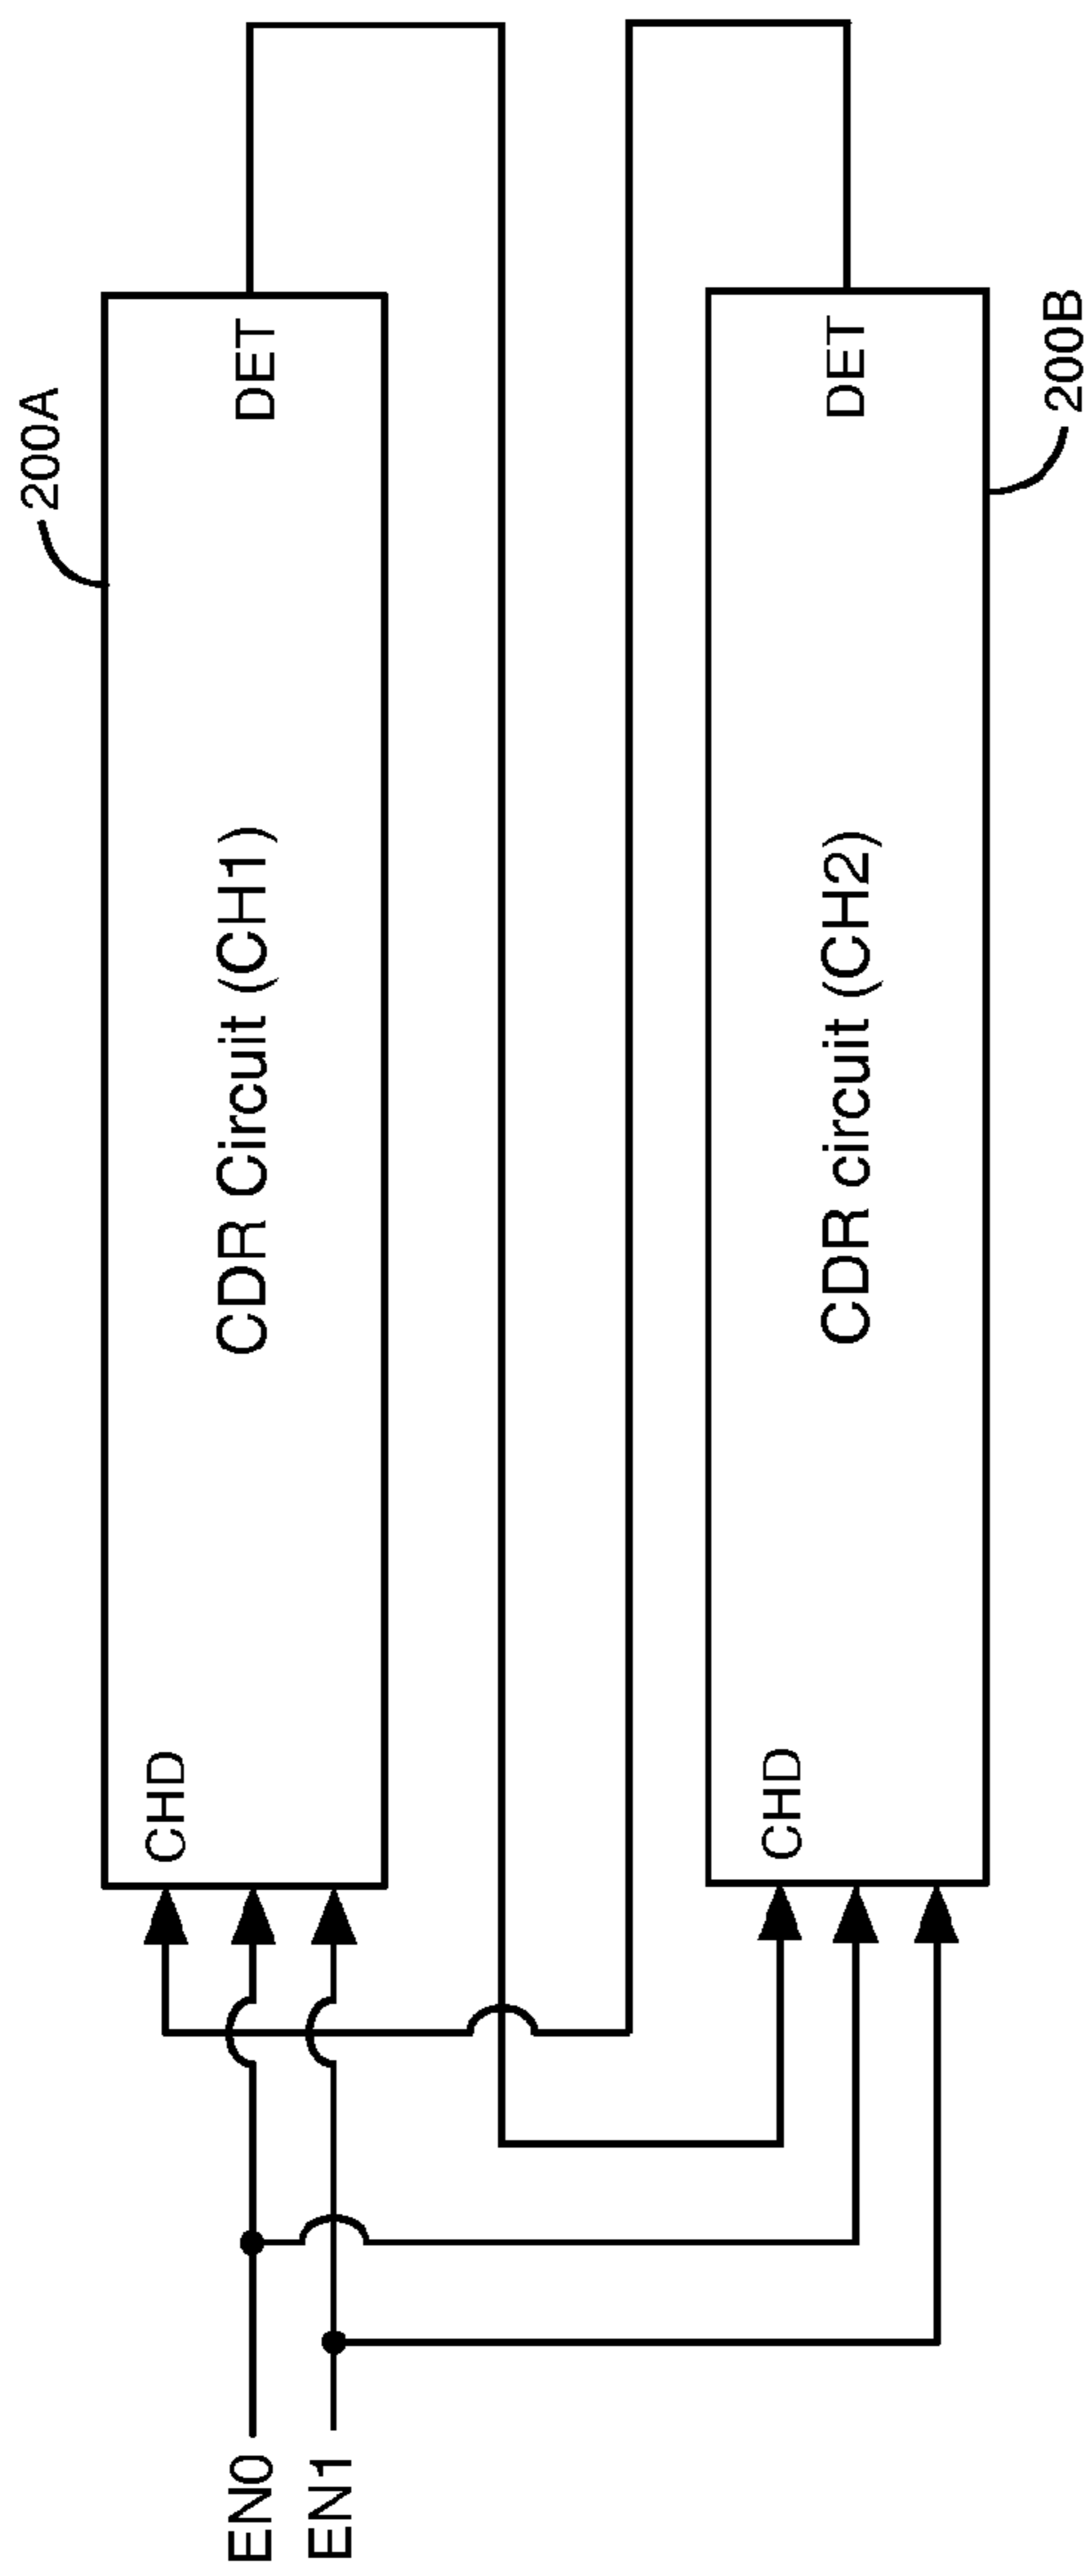 200A
CHD
CDR Circuit (CH1)
DET
EN0
EN1
CHD
CDR circuit (CH2)
DET
200B